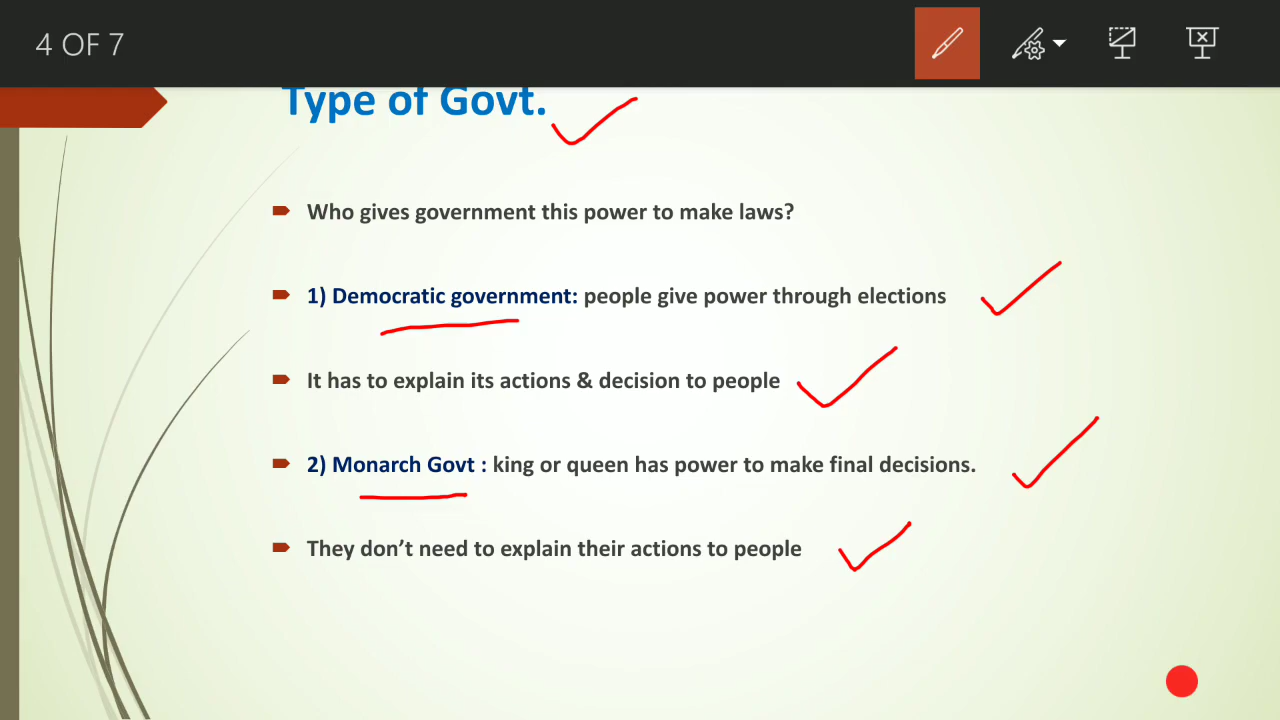 4 OF 7
Type of Govt.
Who gives government this power to make laws?
1) Democratic government: people give power through elections
It has to explain its actions & decision to people
2) Monarch Govt : king or queen has power to make final decisions.
They don’t need to explain their actions to people